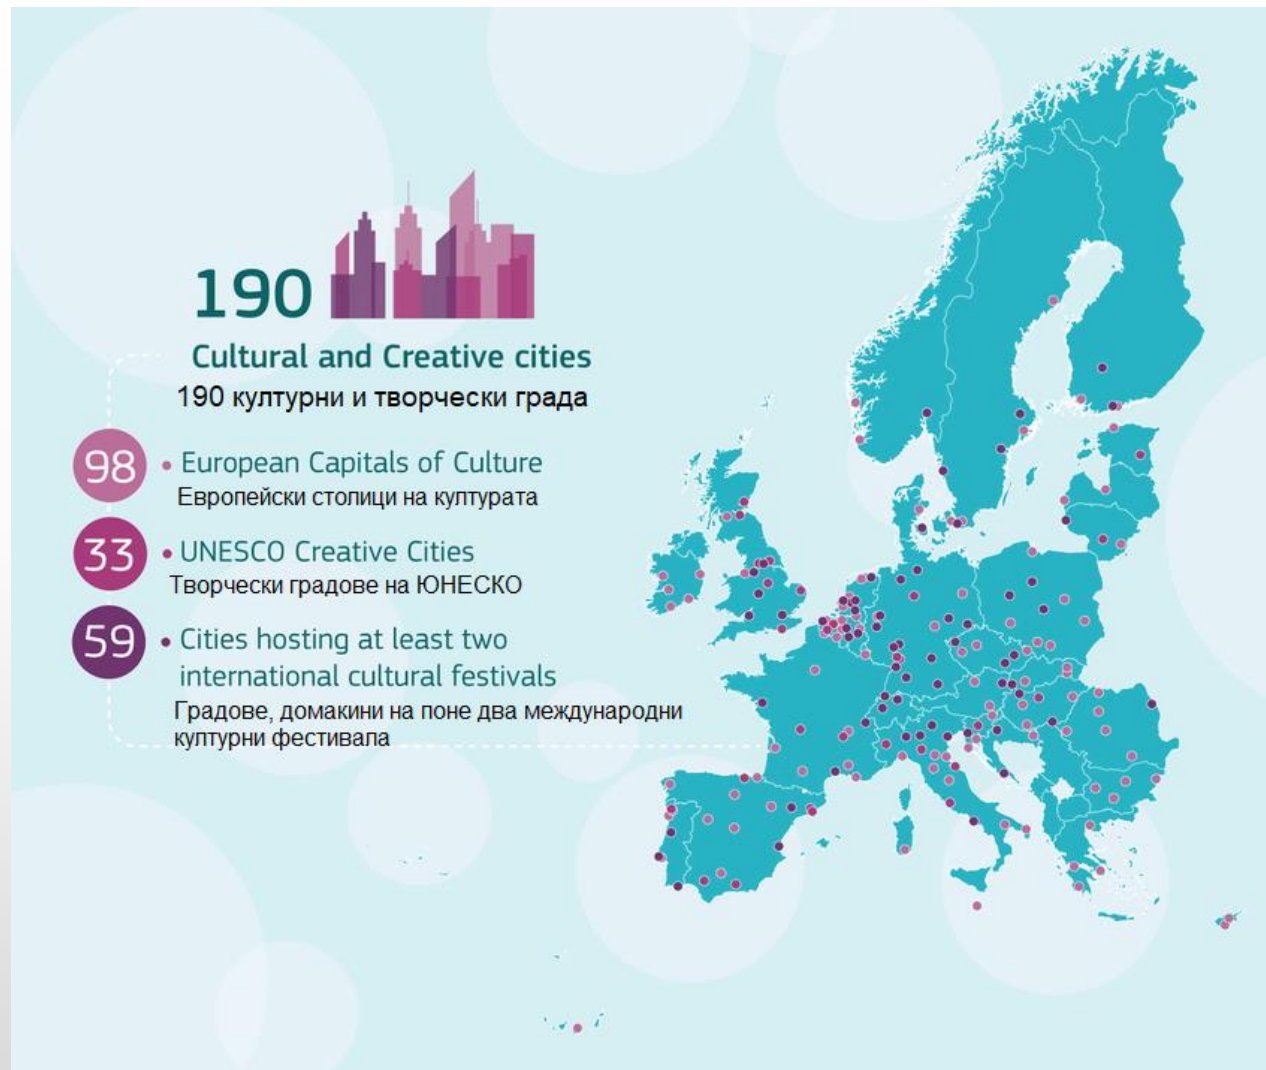 190
Cultural and Creative cities
190 културни и творчески града
98
• European Capitals of Culture
Европейски столици на културата
33
• UNESCO Creative Cities
Творчески градове на ЮНЕСКО
59
• Cities hosting at least two
international cultural festivals
Градове, домакини на поне два международни
културни фестивала